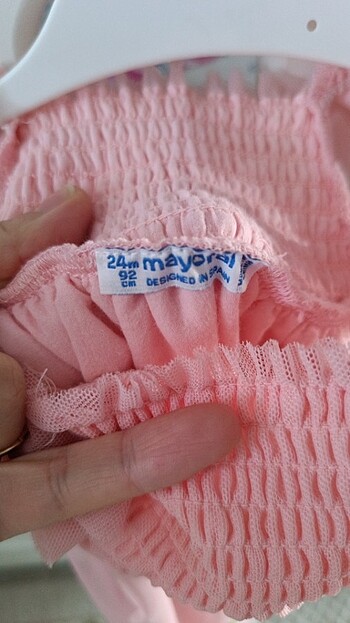 24m mayoral
92
cm DESIGNED IN SPAIN